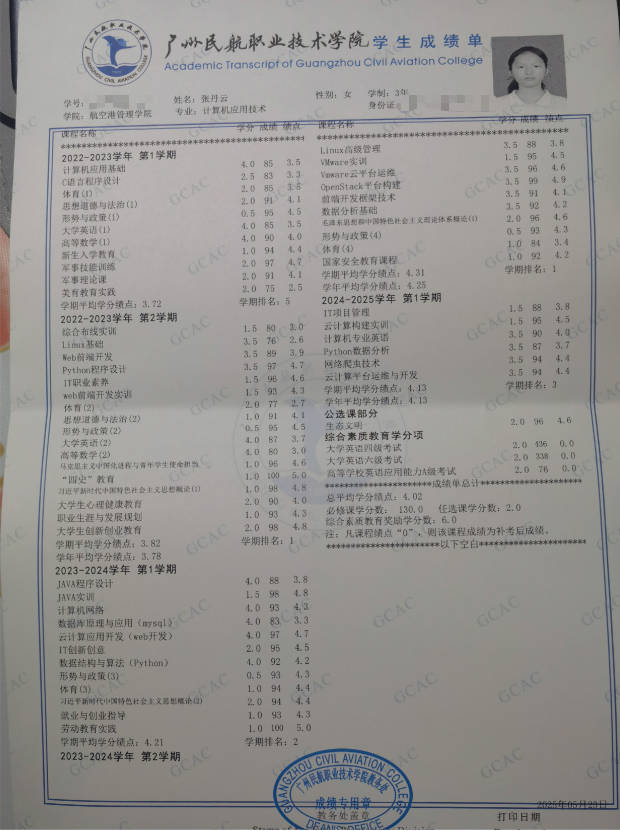 广州民航职业技术学院 学生成绩单
Academic Transcript of Guangzhou Civil Aviation College
学号:
姓名: 张丹云
性别: 女
学制: 3年
学院: 航空港管理学院
专业: 计算机应用技术
身份证:
课程名称 学分 成绩 绩点
2022-2023学年 第1学期
计算机应用基础 4.0 85 3.5
C语言程序设计 2.5 83 3.3
体育(1) 2.0 85 3.5
思想道德与法治(1) 2.0 91 4.1
形势与政策(1) 0.5 95 4.5
大学英语(1) 4.0 85 3.5
高等数学(1) 4.0 90 4.0
新生入学教育 1.0 94 4.4
军事技能训练 2.0 97 4.7
军事理论课 2.0 91 4.1
美育教育实践 2.0 75 2.5
学期平均学分绩点: 3.72 学期排名: 5
2022-2023学年 第2学期
综合布线实训 1.5 80 3.0
Linux基础 3.5 76 2.6
Web前端开发 3.5 89 3.9
Python程序设计 3.5 97 4.7
IT职业素养 1.5 96 4.6
web前端开发实训 1.5 93 4.3
体育(2) 2.0 77 2.7
思想道德与法治(2) 1.0 91 4.1
形势与政策(2) 0.5 95 4.5
大学英语(2) 4.0 87 3.7
高等数学(2) 4.0 80 3.0
马克思主义中国化进程与青年学生使命担当 1.0 96 4.6
“四史”教育 1.0 100 5.0
习近平新时代中国特色社会主义思想概论(1) 1.0 98 4.8
大学生心理健康教育 2.0 90 4.0
职业生涯与发展规划 1.0 93 4.3
大学生创新创业教育 2.0 98 4.8
学期平均学分绩点: 3.82 学期排名: 1
学年平均学分绩点: 3.78
2023-2024学年 第1学期
JAVA程序设计 4.0 88 3.8
JAVA实训 1.5 98 4.8
计算机网络 4.0 93 4.3
数据库原理与应用（mysql） 4.0 83 3.3
云计算应用开发（web开发） 4.0 97 4.7
IT创新创意 2.0 95 4.5
数据结构与算法（Python） 4.0 92 4.2
形势与政策(3) 0.5 93 4.3
体育(3) 1.0 94 4.4
习近平新时代中国特色社会主义思想概论(2) 2.0 94 4.4
就业与创业指导 1.0 93 4.3
劳动教育实践 1.0 100 5.0
学期平均学分绩点: 4.21 学期排名: 2
2023-2024学年 第2学期
课程名称 学分 成绩 绩点
Linux高级管理 3.5 88 3.8
VMware实训 1.5 95 4.5
Vmware云平台运维 3.5 96 4.6
OpenStack平台构建 3.5 99 4.9
前端开发框架技术 3.5 91 4.1
数据分析基础 3.5 92 4.2
毛泽东思想和中国特色社会主义理论体系概论(1) 2.0 96 4.6
形势与政策(4) 0.5 93 4.3
体育(4) 1.0 84 3.4
国家安全教育课程 1.0 92 4.2
学期平均学分绩点: 4.31 学期排名: 1
学年平均学分绩点: 4.25
2024-2025学年 第1学期
IT项目管理 1.5 88 3.8
云计算构建实训 1.5 95 4.5
计算机专业英语 3.5 90 4.0
Python数据分析 3.5 87 3.7
网络爬虫技术 3.5 94 4.4
云计算平台运维与开发 3.5 94 4.4
学期平均学分绩点: 4.13 学期排名: 3
学年平均学分绩点: 4.13
公选课部分
生态文明 2.0 96 4.6
综合素质教育学分项
大学英语四级考试 2.0 436 0.0
大学英语六级考试 2.0 338 0.0
高等学校英语应用能力A级考试 2.0 76 0.0
********************成绩单总计********************
总平均学分绩点: 4.02
必修课学分数: 130.0 任选课学分数: 2.0
综合素质教育奖励学分数: 6.0
注: 凡课程绩点“0”, 则该课程成绩为补考后成绩。
********************以下空白********************
GUANGZHOU CIVIL AVIATION COLLEGE
广州民航职业技术学院教务处
成绩专用章
教务处盖章
DEAN'S OFFICE
2025年05月23日
打印日期
GCAC